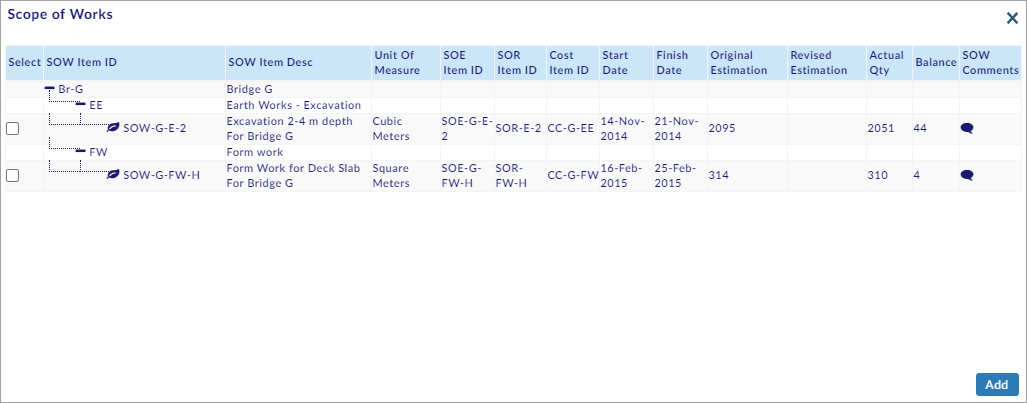 Scope of Works
Select SOW Item ID SOW Item Desc Unit Of Measure SOE Item ID SOR Item ID Cost Item ID Start Date Finish Date Original Estimation Revised Estimation Actual Qty Balance SOW Comments
Br-G Bridge G
EE Earth Works - Excavation
SOW-G-E-2 Excavation 2-4 m depth For Bridge G Cubic Meters SOE-G-E-2 SOR-E-2 CC-G-EE 14-Nov-2014 21-Nov-2014 2095 2051 44
FW Form work
SOW-G-FW-H Form Work for Deck Slab For Bridge G Square Meters SOE-G-FW-H SOR-FW-H CC-G-FW 16-Feb-2015 25-Feb-2015 314 310 4
Add